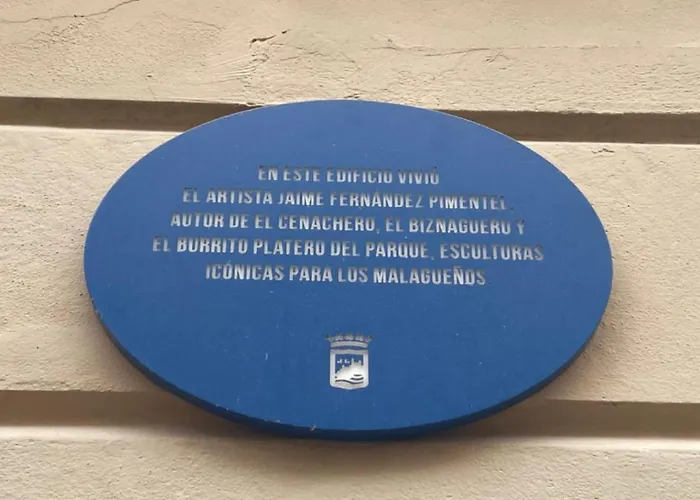 EN ESTE EDIFICIO VIVIÓ
EL ARTISTA JAIME FERNÁNDEZ PIMENTEL,
AUTOR DE EL CENACHERO, EL BIZNAGUERO Y
EL BURRITO PLATERO DEL PARQUE, ESCULTURAS
ICÓNICAS PARA LOS MALAGUEÑOS